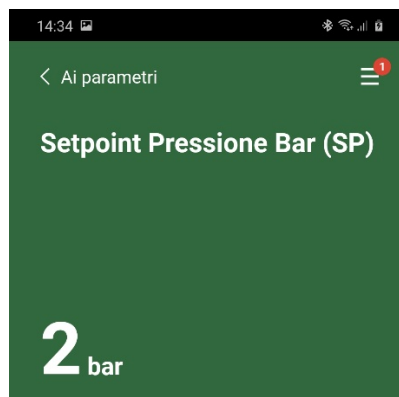 14:34
Ai parametri
1
Setpoint Pressione Bar (SP)
2 bar